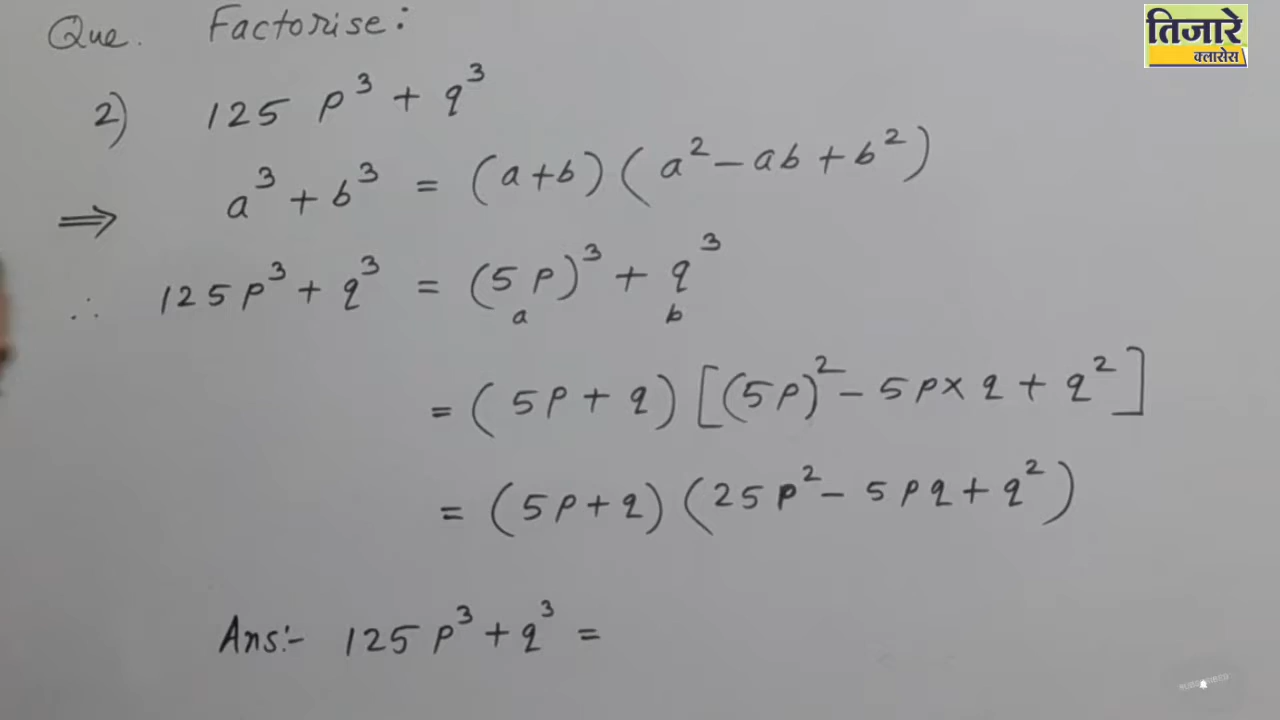 तिजारे
क्लासेस
Que. Factorise:
2) 125 p³ + q³
⇒ a³ + b³ = (a+b) (a² - ab + b²)
∴ 125p³ + q³ = (5p)³ + q³
a b
= (5p + q) [(5p)² - 5p× q + q²]
= (5p + q) (25p² - 5pq + q²)
Ans:- 125p³ + q³ =
SUBSCRIBED